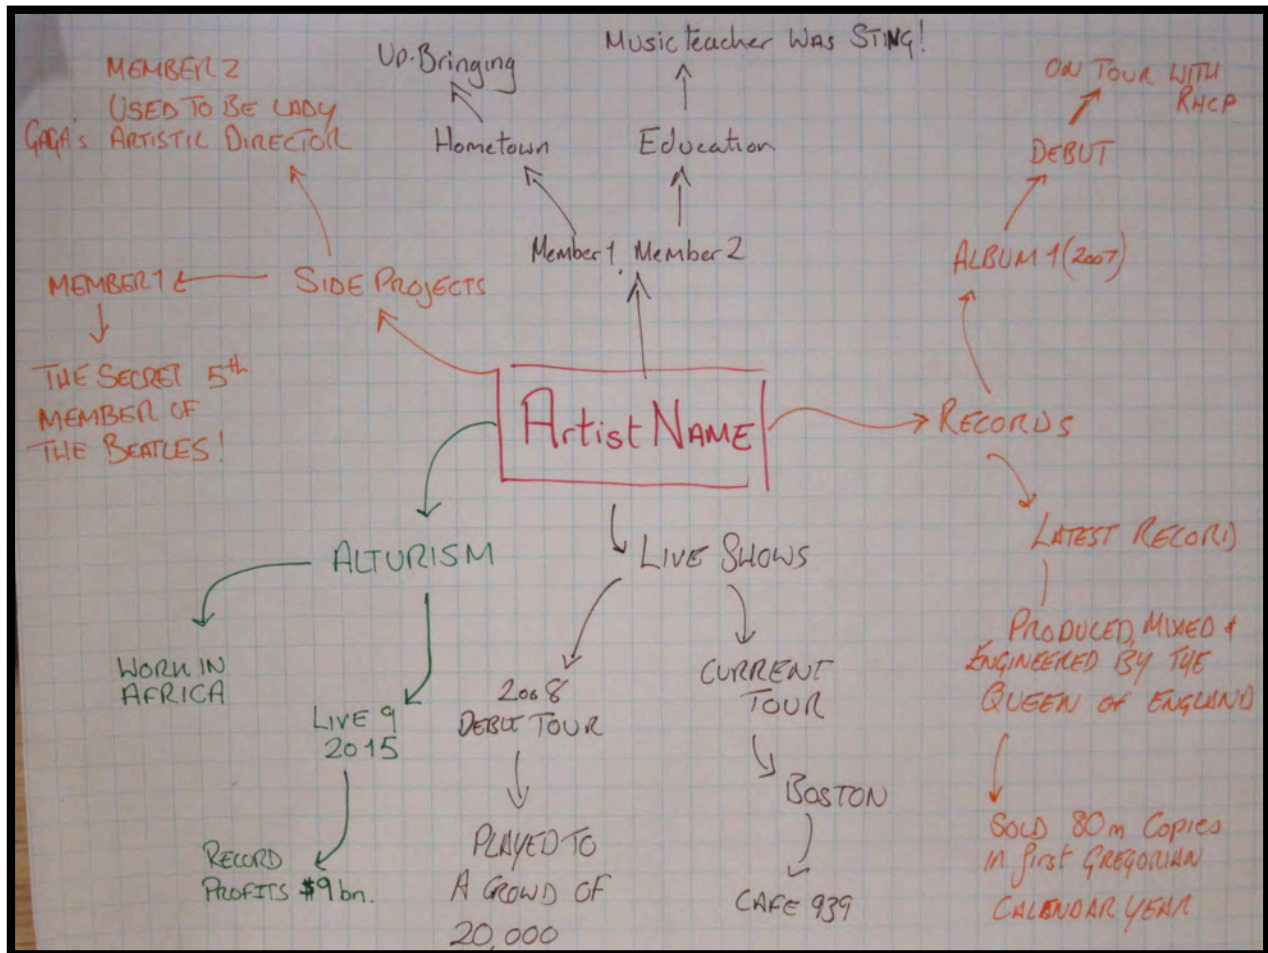 Music teacher WAS STING!
Up-Bringing
Hometown
Education
Member 1, Member 2
MEMBER 2
USED TO BE LADY
GAGA's ARTISTIC DIRECTOR
SIDE PROJECTS
MEMBER 1
THE SECRET 5th
MEMBER OF
THE BEATLES!
ON TOUR WITH
RHCP
DEBUT
ALBUM 1 (2007)
RECORDS
Artist NAME
LATEST RECORD
PRODUCED, MIXED +
ENGINEERED BY THE
QUEEN of ENGLAND
SOLD 80m Copies
in first GREGORIAN
CALENDAR YEAR
ALTURISM
WORK IN
AFRICA
LIVE 9
2015
RECORD
PROFITS $9bn.
LIVE SHOWS
2008
DEBUT TOUR
PLAYED TO
A CROWD OF
20,000
CURRENT
TOUR
BOSTON
CAFE 939